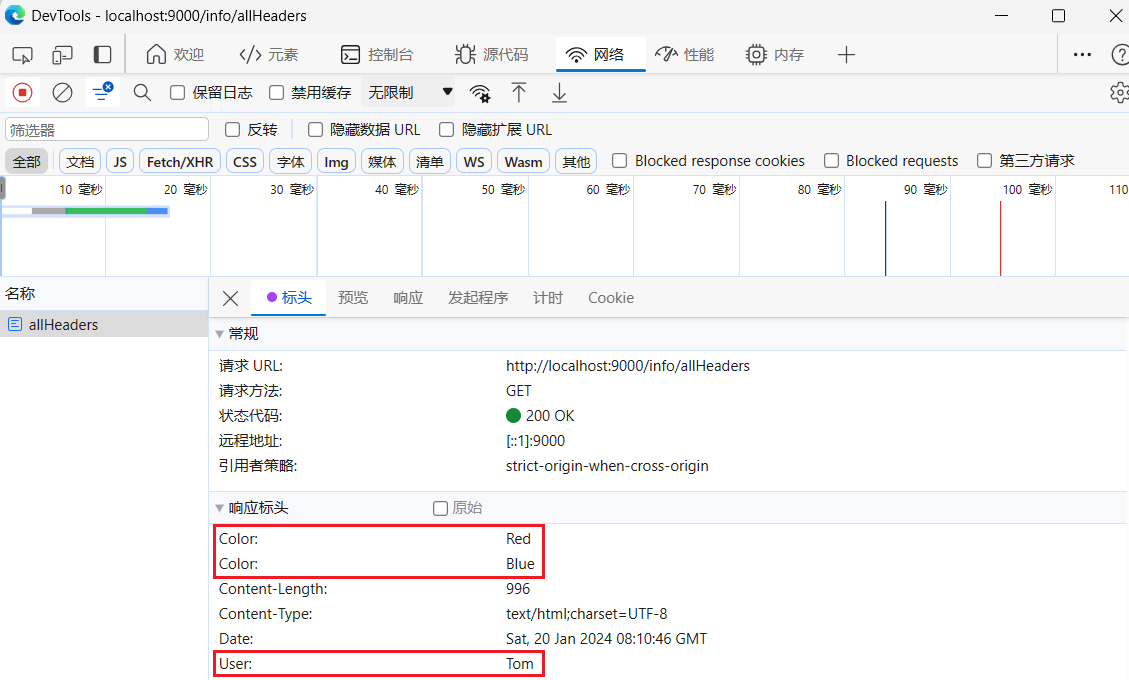 DevTools - localhost:9000/info/allHeaders
欢迎 元素 控制台 源代码 网络 性能 内存
保留日志 禁用缓存 无限制
筛选器 反转 隐藏数据 URL 隐藏扩展 URL
全部 文档 JS Fetch/XHR CSS 字体 Img 媒体 清单 WS Wasm 其他 Blocked response cookies Blocked requests 第三方请求
10 毫秒 20 毫秒 30 毫秒 40 毫秒 50 毫秒 60 毫秒 70 毫秒 80 毫秒 90 毫秒 100 毫秒 110
名称
allHeaders
标头 预览 响应 发起程序 计时 Cookie
常规
请求 URL: http://localhost:9000/info/allHeaders
请求方法: GET
状态代码: 200 OK
远程地址: [::1]:9000
引用者策略: strict-origin-when-cross-origin
响应标头 原始
Color: Red
Color: Blue
Content-Length: 996
Content-Type: text/html;charset=UTF-8
Date: Sat, 20 Jan 2024 08:10:46 GMT
User: Tom